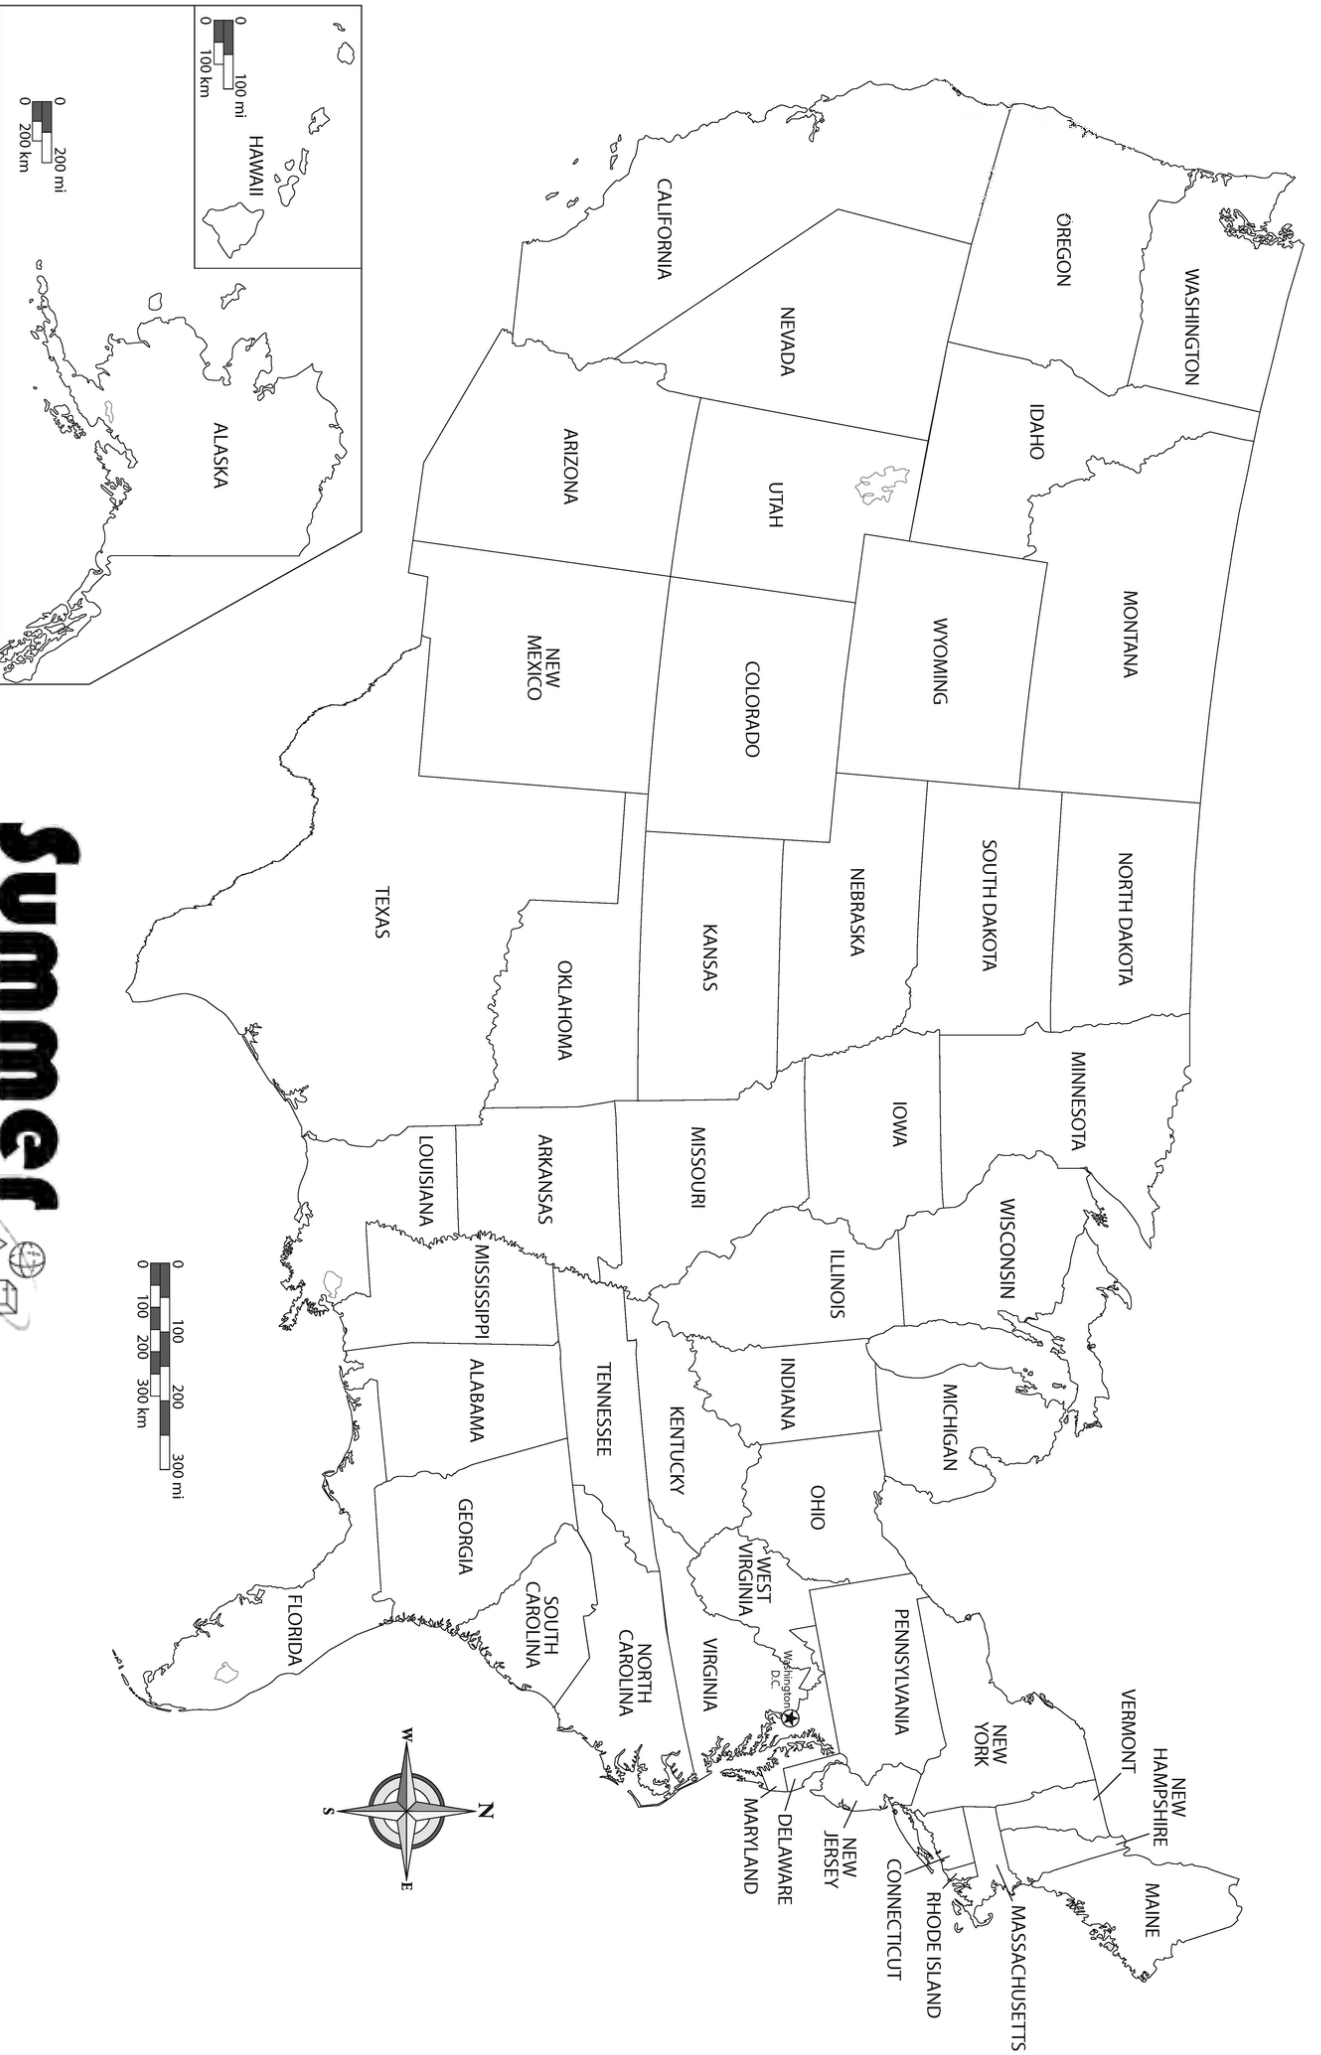 WASHINGTON
OREGON
CALIFORNIA
NEVADA
IDAHO
MONTANA
WYOMING
UTAH
ARIZONA
COLORADO
NEW
MEXICO
NORTH DAKOTA
SOUTH DAKOTA
NEBRASKA
KANSAS
OKLAHOMA
TEXAS
MINNESOTA
IOWA
MISSOURI
ARKANSAS
LOUISIANA
WISCONSIN
ILLINOIS
MISSISSIPPI
MICHIGAN
INDIANA
KENTUCKY
TENNESSEE
ALABAMA
OHIO
GEORGIA
WEST
VIRGINIA
SOUTH
CAROLINA
FLORIDA
PENNSYLVANIA
VIRGINIA
NORTH
CAROLINA
Washington
D.C.
NEW
YORK
VERMONT
NEW
HAMPSHIRE
MAINE
MASSACHUSETTS
RHODE ISLAND
CONNECTICUT
NEW
JERSEY
DELAWARE
MARYLAND
N
W
E
S
HAWAII
0 100 mi
0 100 km
ALASKA
0 200 mi
0 200 km
0 100 200 300 mi
0 100 200 300 km
Summer